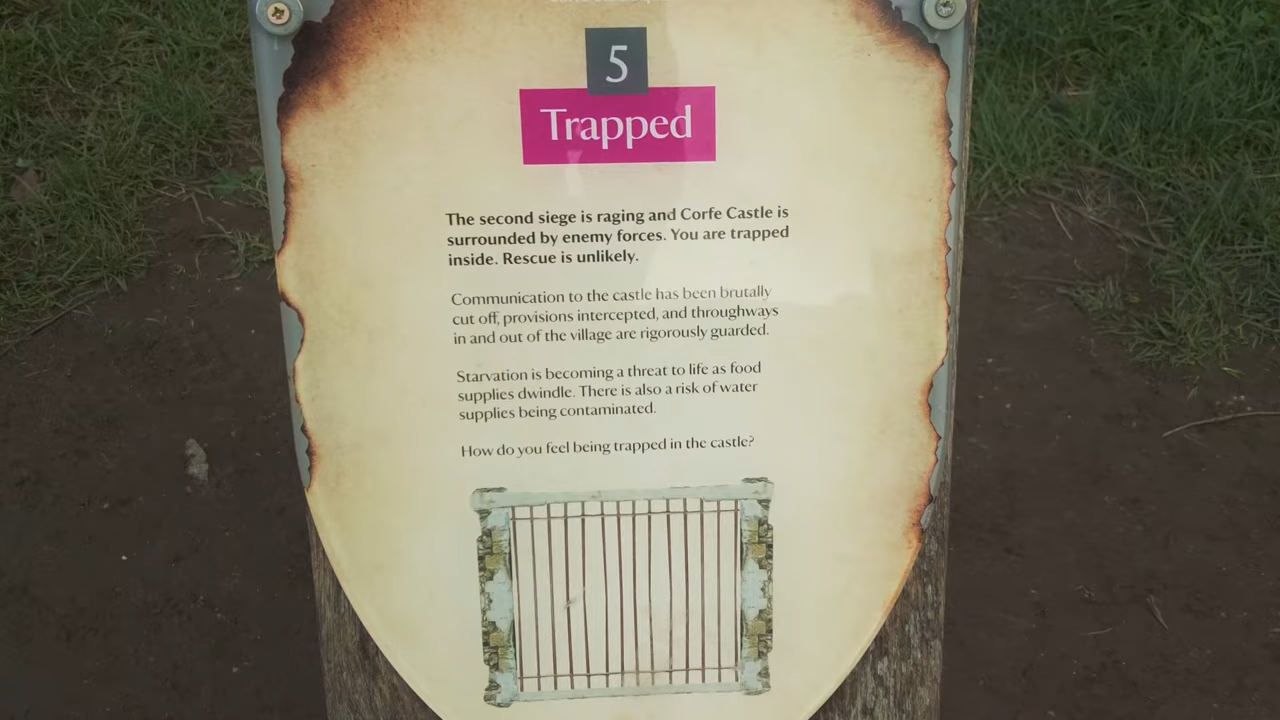 5
Trapped
The second siege is raging and Corfe Castle is
surrounded by enemy forces. You are trapped
inside. Rescue is unlikely.
Communication to the castle has been brutally
cut off, provisions intercepted, and throughways
in and out of the village are rigorously guarded.
Starvation is becoming a threat to life as food
supplies dwindle. There is also a risk of water
supplies being contaminated.
How do you feel being trapped in the castle?